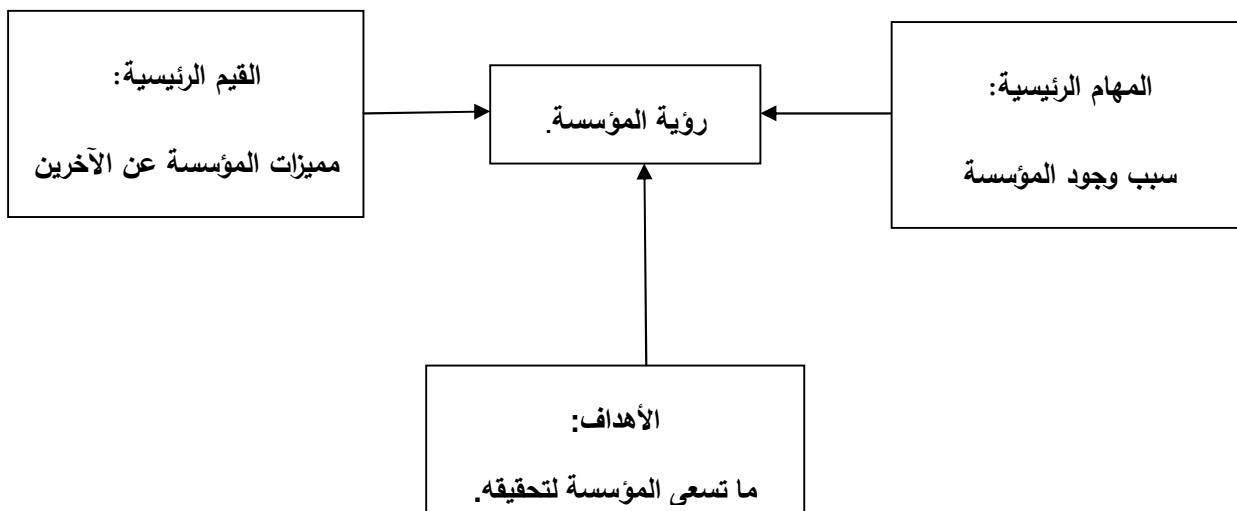 المهام الرئيسية:
سبب وجود المؤسسة
رؤية المؤسسة.
القيم الرئيسية:
مميزات المؤسسة عن الآخرين
الأهداف:
ما تسعى المؤسسة لتحقيقه.